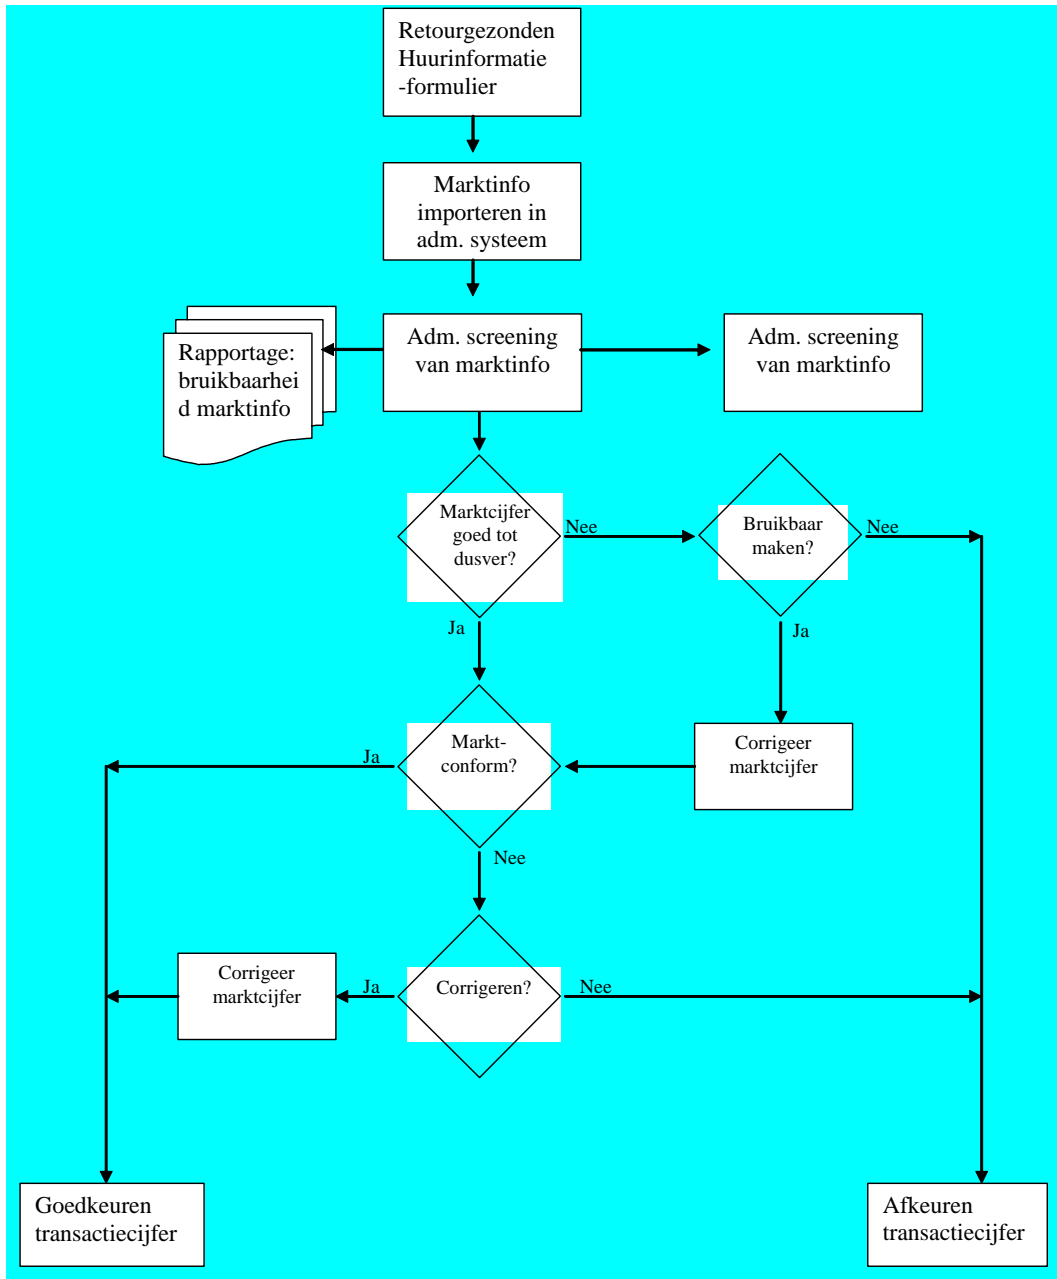 Retourgezonden
Huurinformatie
-formulier
Marktinfo
importeren in
adm. systeem
Rapportage:
bruikbaarhei
d marktinfo
Adm. screening
van marktinfo
Adm. screening
van marktinfo
Marktcijfer
goed tot
dusver?
Nee
Bruikbaar
maken?
Nee
Ja
Ja
Markt-
conform?
Ja
Corrigeer
marktcijfer
Nee
Corrigeer
marktcijfer
Ja
Corrigeren?
Nee
Goedkeuren
transactiecijfer
Afkeuren
transactiecijfer